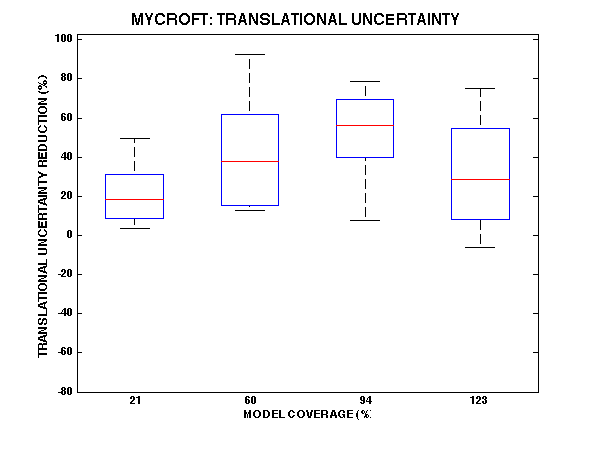 MYCROFT: TRANSLATIONAL UNCERTAINTY
TRANSLATIONAL UNCERTAINTY REDUCTION (%)
100
80
60
40
20
0
-20
-40
-60
-80
21 60 94 123
MODEL COVERAGE (%